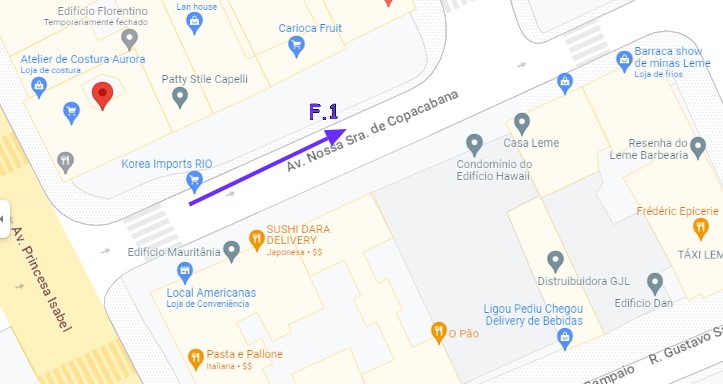 Edifício Florentino
Temporariamente fechado
Lan house
Carioca Fruit
Atelier de Costura Aurora
Loja de costura
Patty Stile Capelli
Barraca show
de minas Leme
Loja de frios
F.1
Av. Nossa Sra. de Copacabana
Casa Leme
Korea Imports RIO
Condomínio do
Edifício Hawaii
Resenha do
Leme Barbearia
Frédéric Epicerie
SUSHI DARA
DELIVERY
Japonesa • $$
Edifício Mauritânia
TÁXI LEM
Av. Princesa Isabel
Local Americanas
Loja de Conveniência
Distribuibuidora GJL
Edificio Dan
Ligou Pediu Chegou
Delivery de Bebidas
O Pão
Pasta e Pallone
Italiana • $$
R. Gustavo S
Sampaio